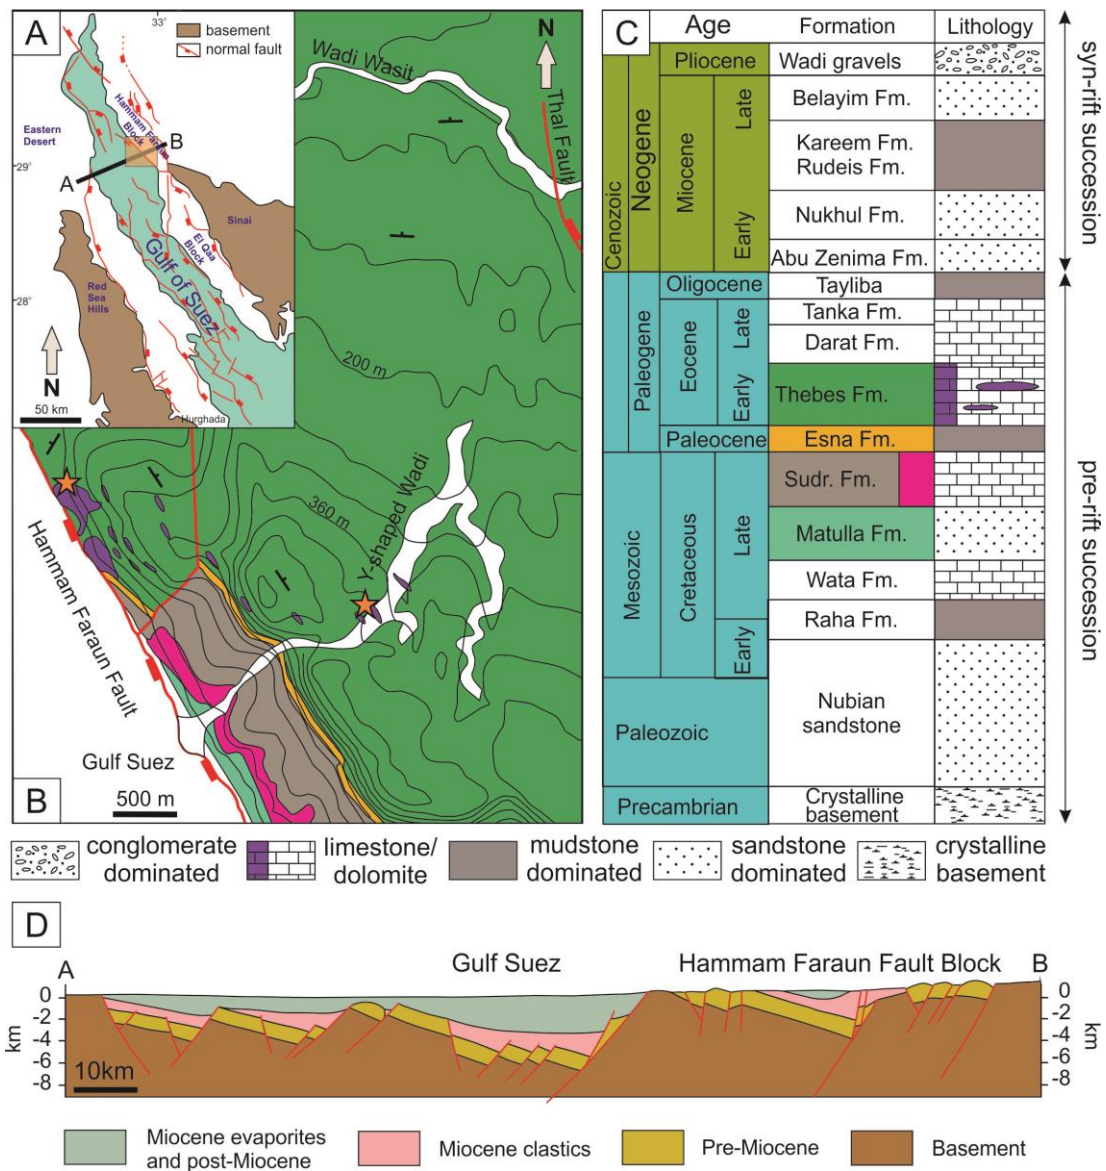 A
33°
basement
normal fault
Eastern
Desert
Hammam Faraun
Block
B
29°
A
Sinai
El Qaa
Block
Gulf of Suez
Red
Sea
Hills
28°
N
50 km
Hurghada
N
Wadi Wasit
Thal Fault
200 m
360 m
Y-shaped Wadi
Hammam Faraun Fault
Gulf Suez
B
500 m
C
Age
Formation
Lithology
Cenozoic
Neogene
Miocene
Pliocene
Late
Early
Wadi gravels
Belayim Fm.
Kareem Fm.
Rudeis Fm.
Nukhul Fm.
Abu Zenima Fm.
syn-rift succession
Paleogene
Oligocene
Tayliba
Eocene
Late
Early
Tanka Fm.
Darat Fm.
Thebes Fm.
Paleocene
Esna Fm.
Mesozoic
Cretaceous
Late
Early
Sudr. Fm.
Matulla Fm.
Wata Fm.
Raha Fm.
Nubian
sandstone
Paleozoic
Precambrian
Crystalline
basement
pre-rift succession
conglomerate
dominated
limestone/
dolomite
mudstone
dominated
sandstone
dominated
crystalline
basement
D
A
Gulf Suez
Hammam Faraun Fault Block
B
0
-2
-4
-6
-8
km
10km
0
-2
-4
-6
-8
km
Miocene evaporites
and post-Miocene
Miocene clastics
Pre-Miocene
Basement